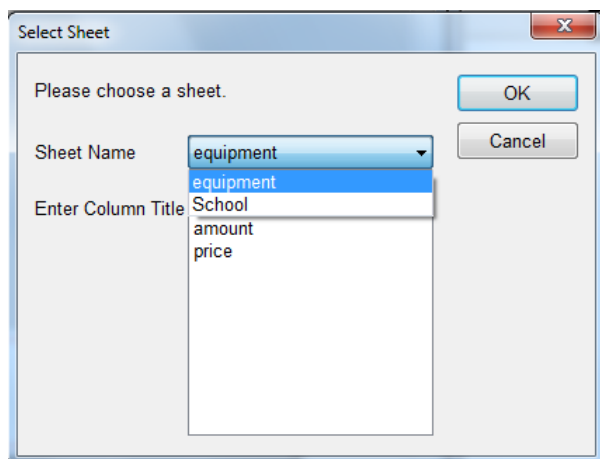 Select Sheet
Please choose a sheet.
OK
Sheet Name
equipment
Cancel
equipment
Enter Column Title
School
amount
price